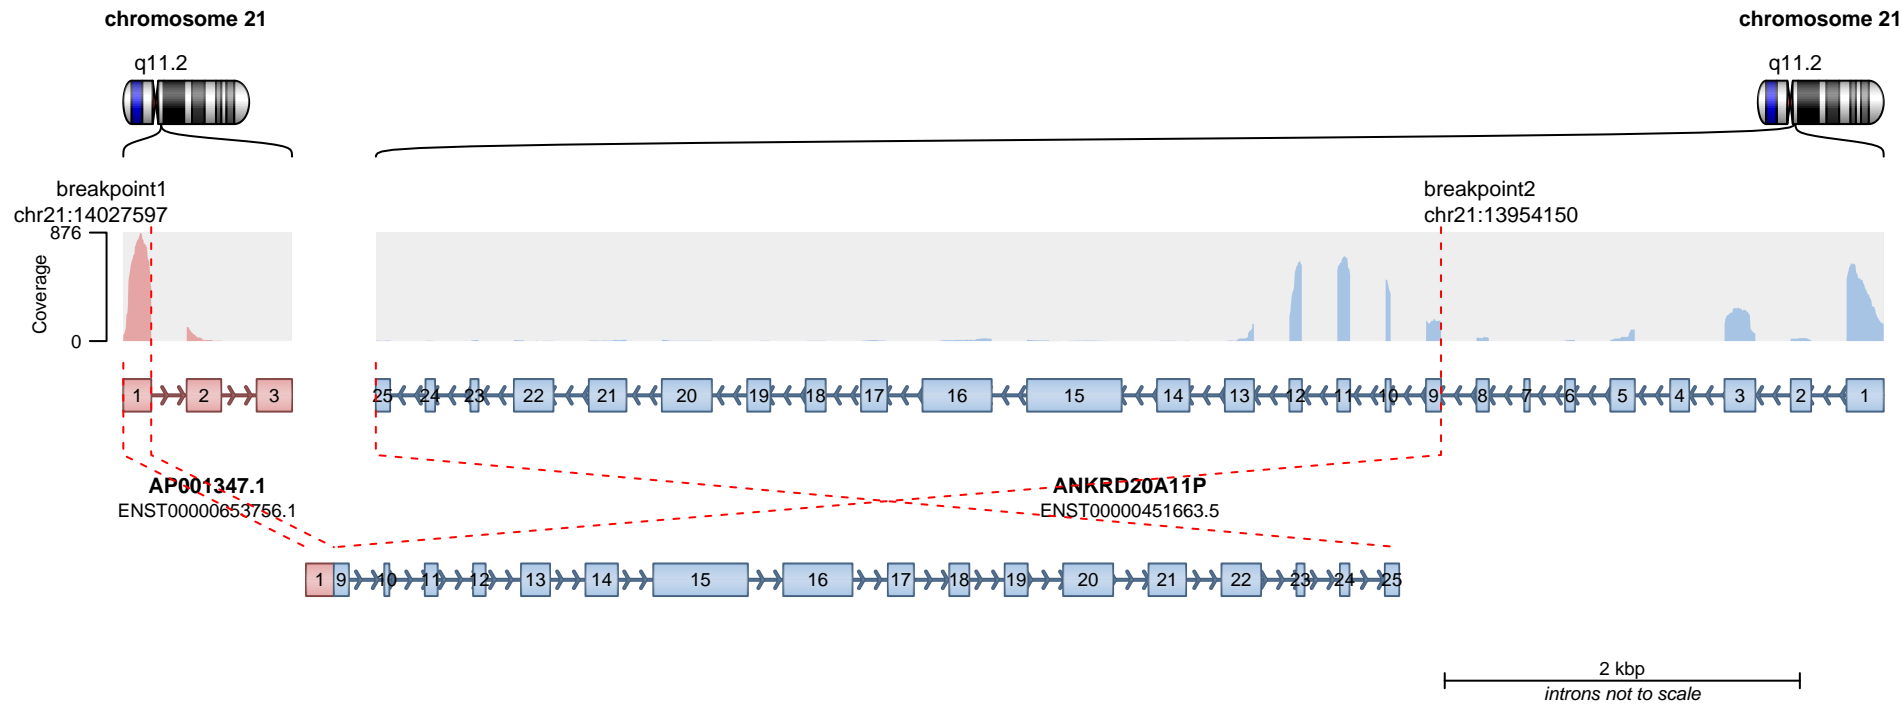 chromosome 21
chromosome 21
q11.2
q11.2
breakpoint1
chr21:14027597
breakpoint2
chr21:13954150
876
0
Coverage
1 2 3
25 24 23 22 21 20 19 18 17 16 15 14 13 12 11 10 9 8 7 6 5 4 3 2 1
AP001347.1
ENST00000653756.1
ANKRD20A11P
ENST00000451663.5
1 9 10 11 12 13 14 15 16 17 18 19 20 21 22 23 24 25
2 kbp
introns not to scale